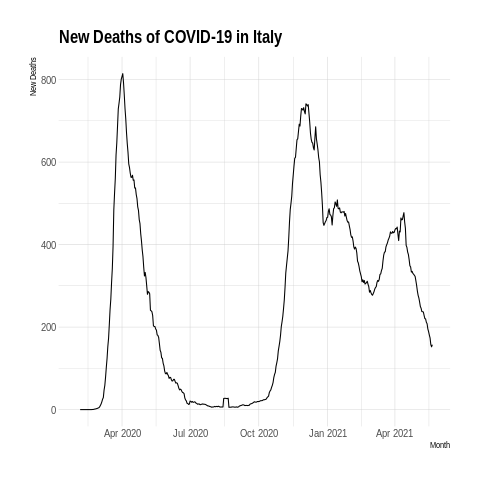 New Deaths of COVID-19 in Italy
New Deaths
800
600
400
200
0
Apr 2020 Jul 2020 Oct 2020 Jan 2021 Apr 2021
Month